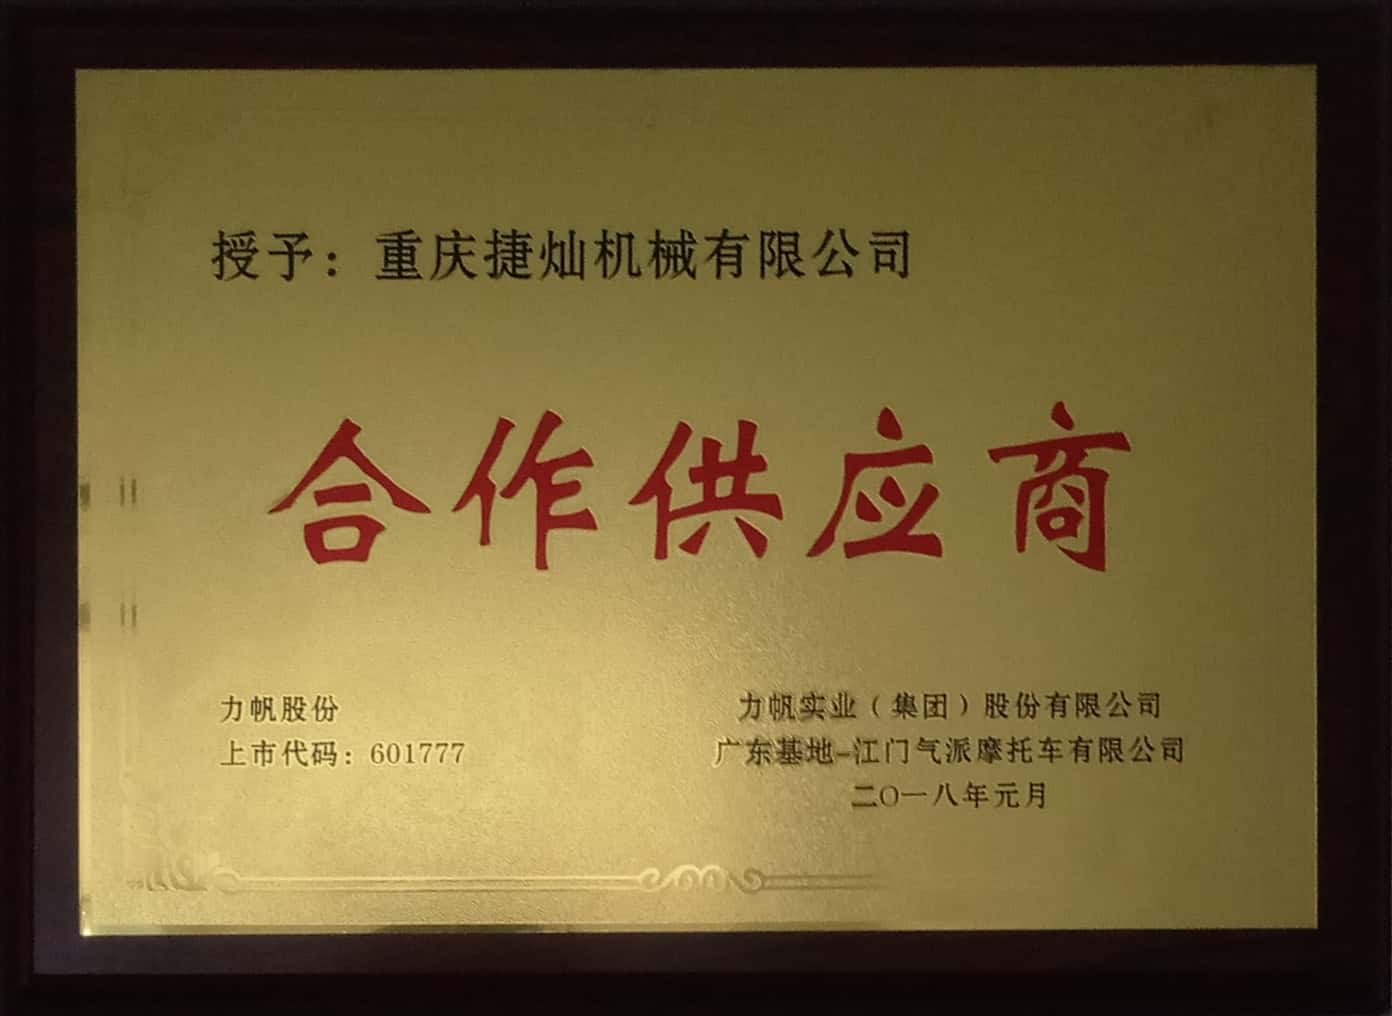 授予：重庆捷灿机械有限公司
合作供应商
力帆股份
上市代码：601777
力帆实业（集团）股份有限公司
广东基地-江门气派摩托车有限公司
二〇一八年元月